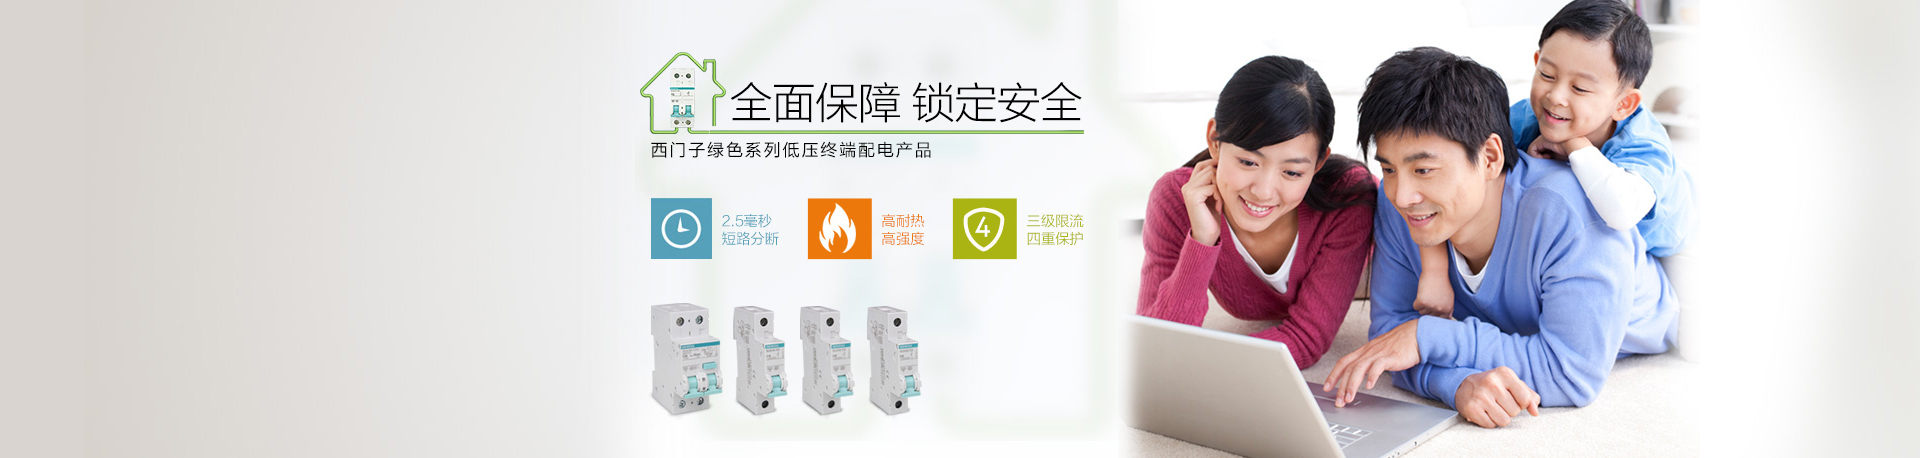 全面保障 锁定安全
西门子绿色系列低压终端配电产品
2.5毫秒
短路分断
高耐热
高强度
4
三级限流
四重保护